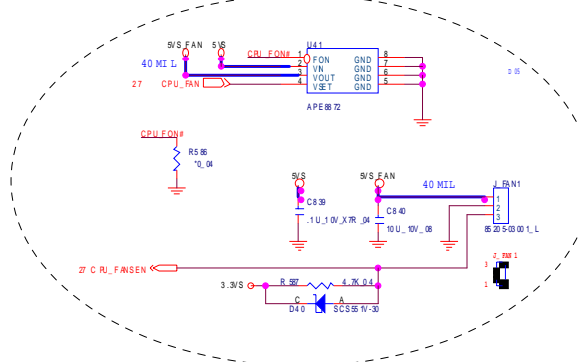 U41
5VS_FAN 5VS
CPU_FON# 1 FON GND 8
40 MIL 2 VN GND 7
3 VOUT GND 6
27 CPU_FAN 4 VSET GND 5
APE8872
CPU_FON#
R586
*0_04
5VS 5VS_FAN 40 MIL J_FAN1
C839 1
.1U_10V_X7R_04 C840 2
10U_10V_08 3
85205-03001_L
27 CPU_FANSEN
J_FAN1
3
1
3.3VS R587 4.7K_04
C A
D40 SCS551V-30